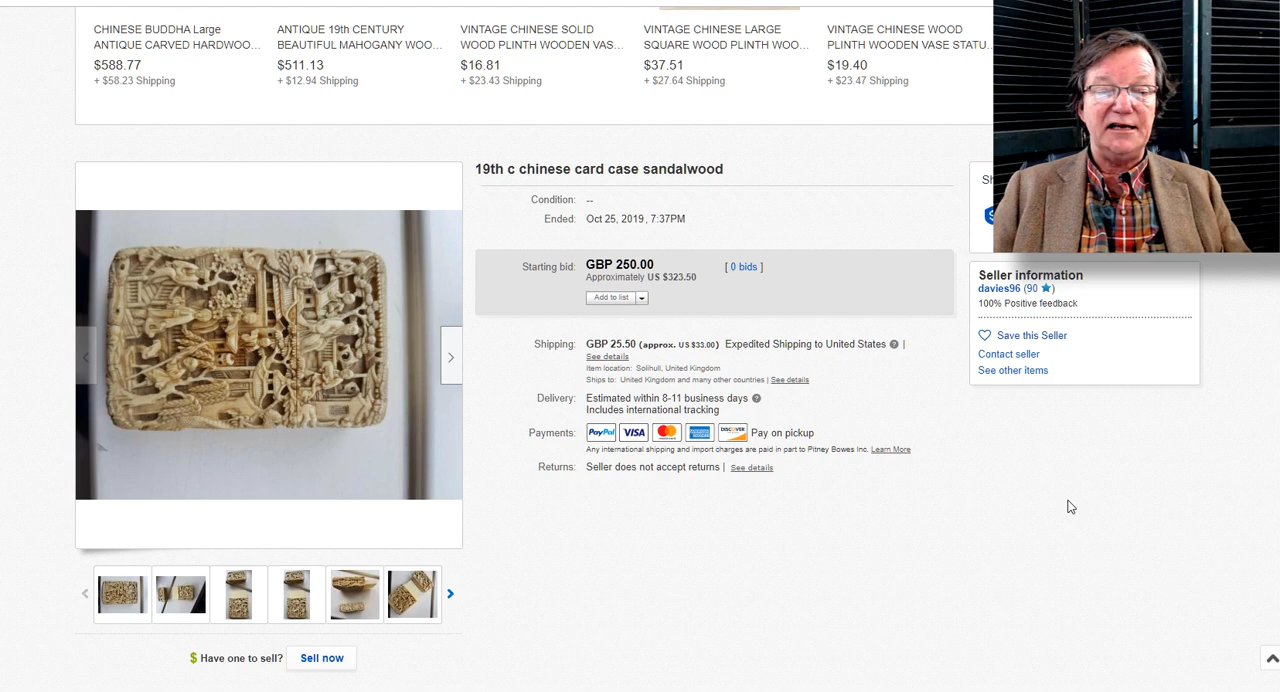 CHINESE BUDDHA Large
ANTIQUE CARVED HARDWOO...
$588.77
+ $58.23 Shipping
ANTIQUE 19th CENTURY
BEAUTIFUL MAHOGANY WOO...
$511.13
+ $12.94 Shipping
VINTAGE CHINESE SOLID
WOOD PLINTH WOODEN VAS...
$16.81
+ $23.43 Shipping
VINTAGE CHINESE LARGE
SQUARE WOOD PLINTH WOO...
$37.51
+ $27.64 Shipping
VINTAGE CHINESE WOOD
PLINTH WOODEN VASE STATU...
$19.40
+ $23.47 Shipping
19th c chinese card case sandalwood
Condition: --
Ended: Oct 25, 2019 , 7:37PM
Starting bid: GBP 250.00 [ 0 bids ]
Approximately US $323.50
Add to list
Shipping: GBP 25.50 (approx. US $33.00) Expedited Shipping to United States |
See details
Item location: Solihull, United Kingdom
Ships to: United Kingdom and many other countries | See details
Delivery: Estimated within 8-11 business days
Includes international tracking
Payments: PayPal VISA MasterCard AMERICAN EXPRESS DISCOVER Pay on pickup
Any international shipping and import charges are paid in part to Pitney Bowes Inc. Learn More
Returns: Seller does not accept returns | See details
Sh
Seller information
davies96 (90 )
100% Positive feedback
Save this Seller
Contact seller
See other items
$ Have one to sell? Sell now